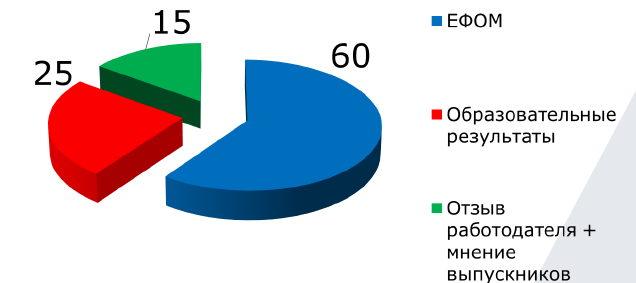 15
60
25
ЕФОМ
Образовательные
результаты
Отзыв
работодателя +
мнение
выпускников